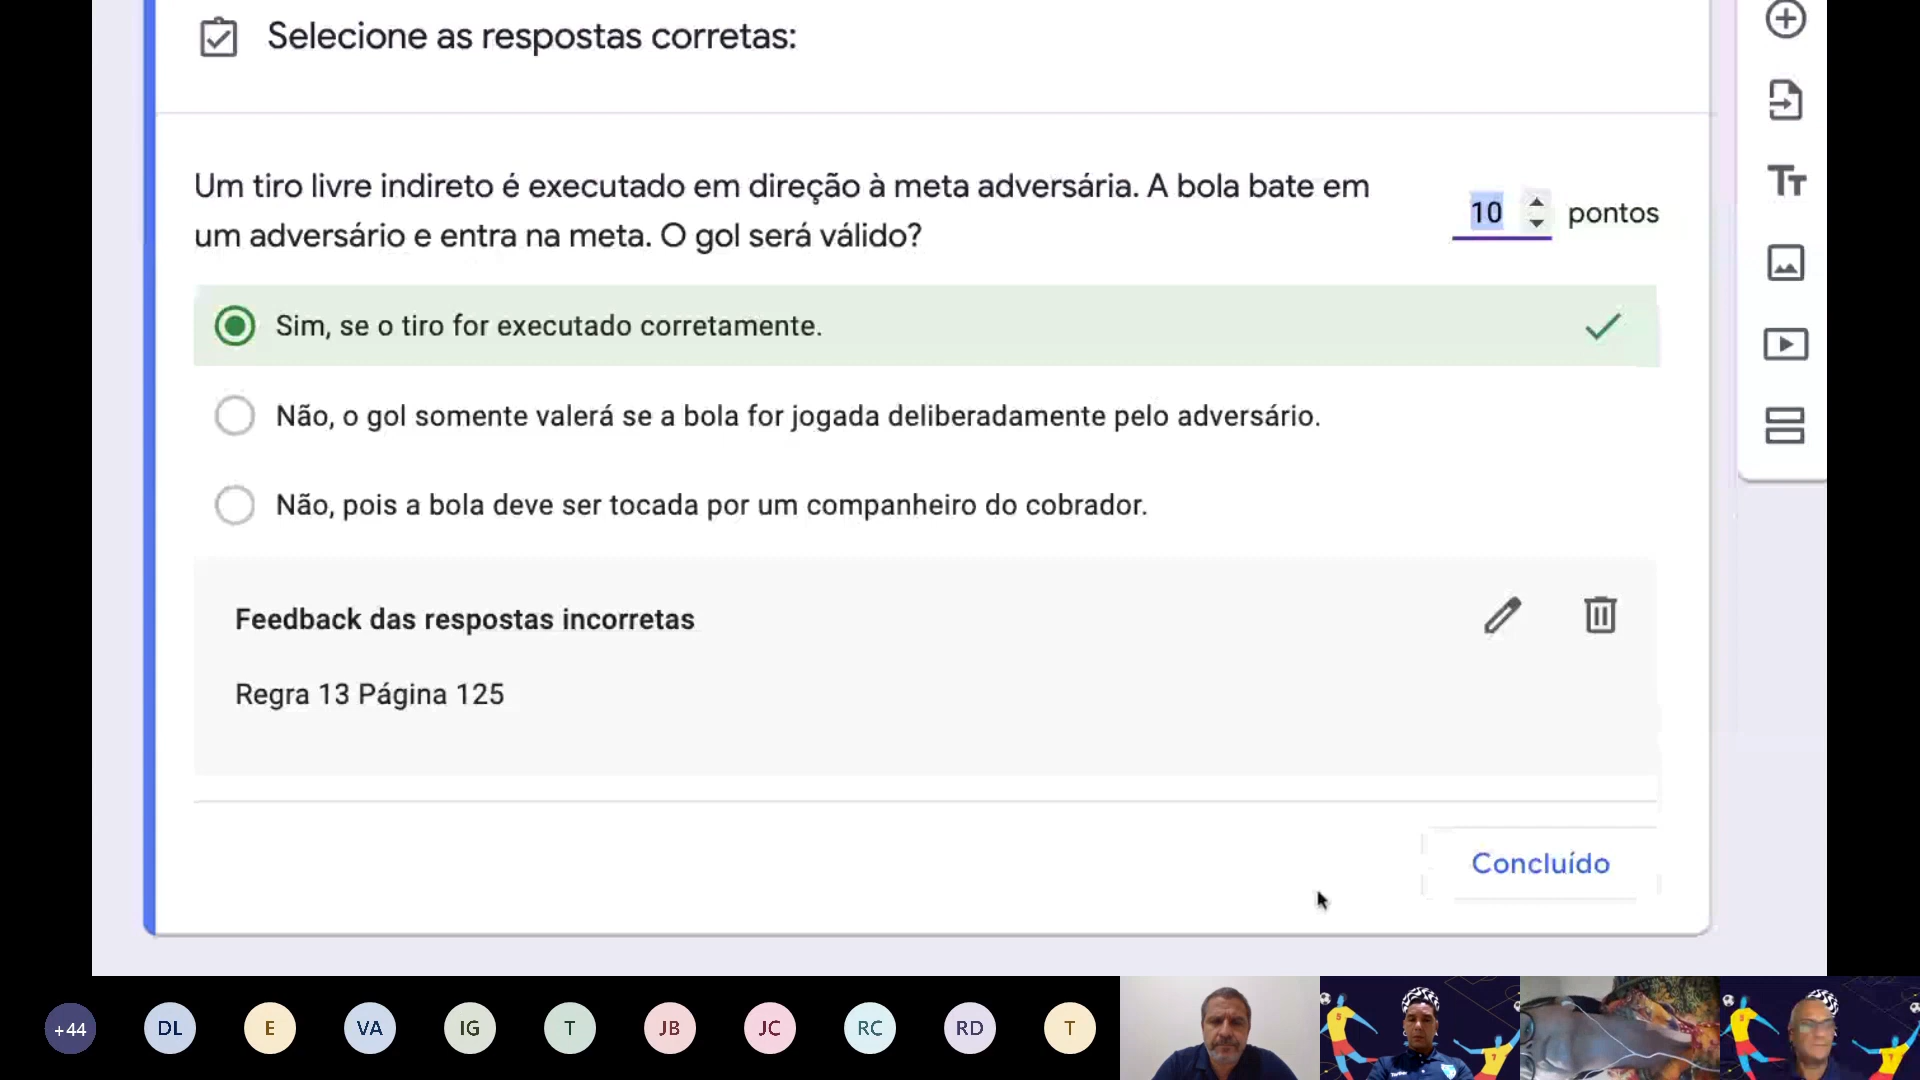 Selecione as respostas corretas:
Um tiro livre indireto é executado em direção à meta adversária. A bola bate em
um adversário e entra na meta. O gol será válido?
10 pontos
Sim, se o tiro for executado corretamente.
Não, o gol somente valerá se a bola for jogada deliberadamente pelo adversário.
Não, pois a bola deve ser tocada por um companheiro do cobrador.
Feedback das respostas incorretas
Regra 13 Página 125
Concluído
+44 DL E VA IG T JB JC RC RD T